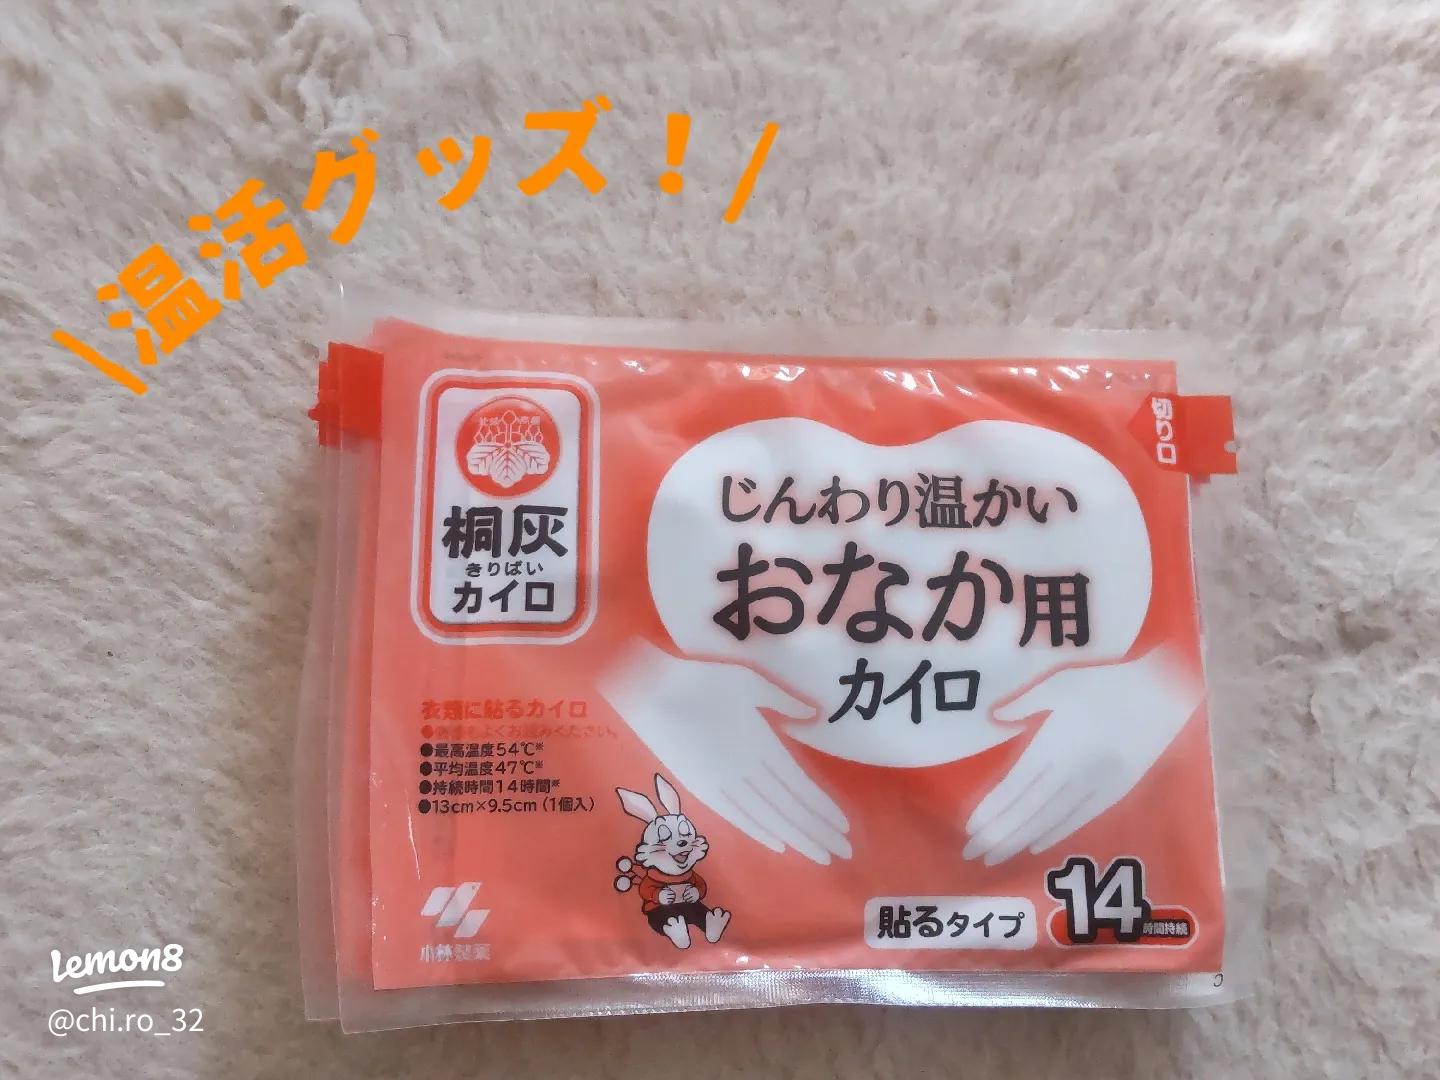 \温活グッズ！/
桐灰
きりばい
カイロ
じんわり温かい
おなか用
カイロ
切り口
衣類に貼るカイロ
●最高温度54℃※
●平均温度47℃※
●持続時間14時間※
●13cm×9.5cm（1個入）
小林製薬
貼るタイプ
14時間持続
Lemon8
@chi.ro_32